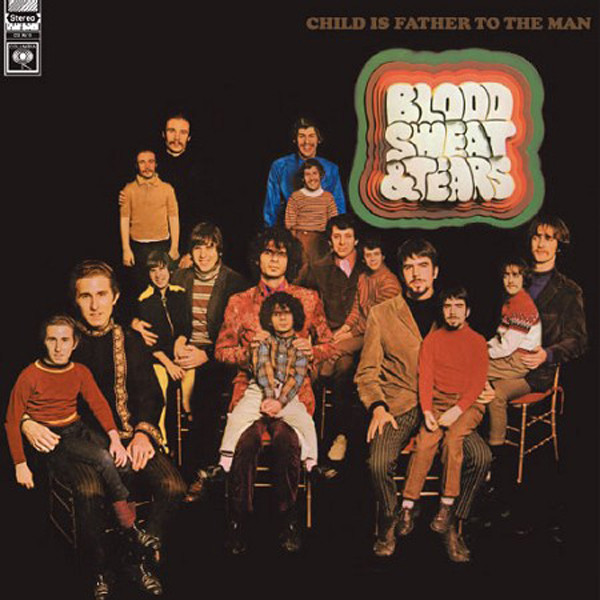 Stereo
COLUMBIA
CHILD IS FATHER TO THE MAN
BLOOD
SWEAT
& TEARS